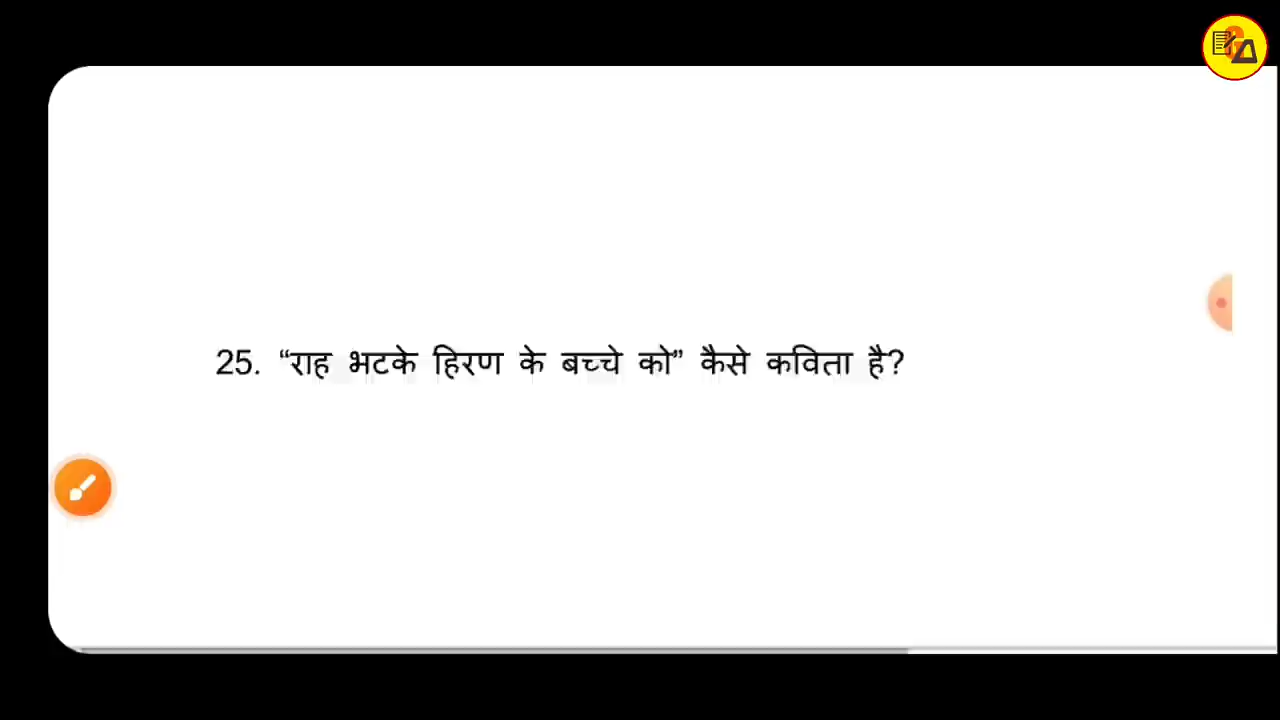 25. “राह भटके हिरण के बच्चे को” कैसे कविता है?